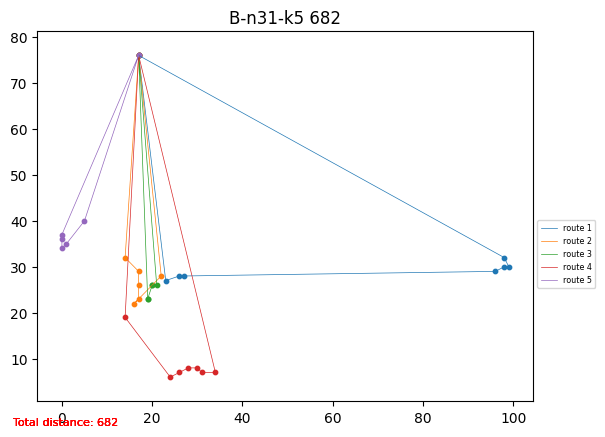 B-n31-k5 682
80
70
60
50
40
30
20
10
0 20 40 60 80 100
route 1
route 2
route 3
route 4
route 5
Total distance: 682